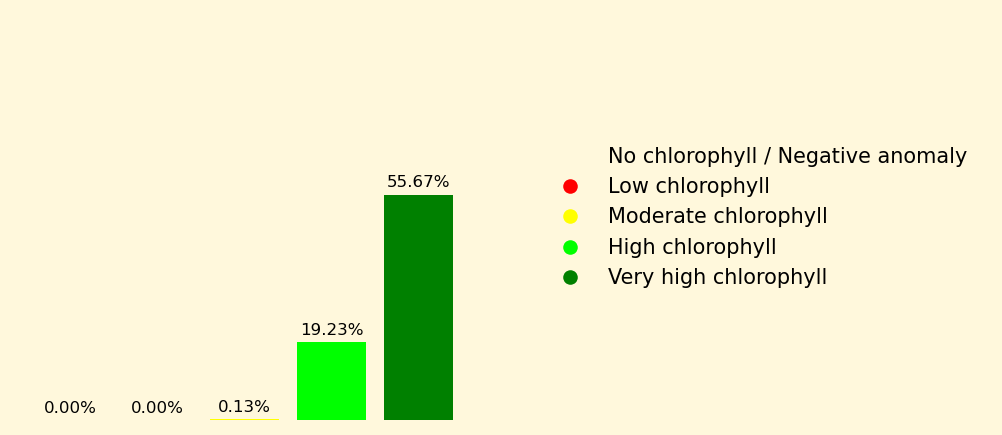 No chlorophyll / Negative anomaly
Low chlorophyll
Moderate chlorophyll
High chlorophyll
Very high chlorophyll
55.67%
19.23%
0.00%
0.00%
0.13%